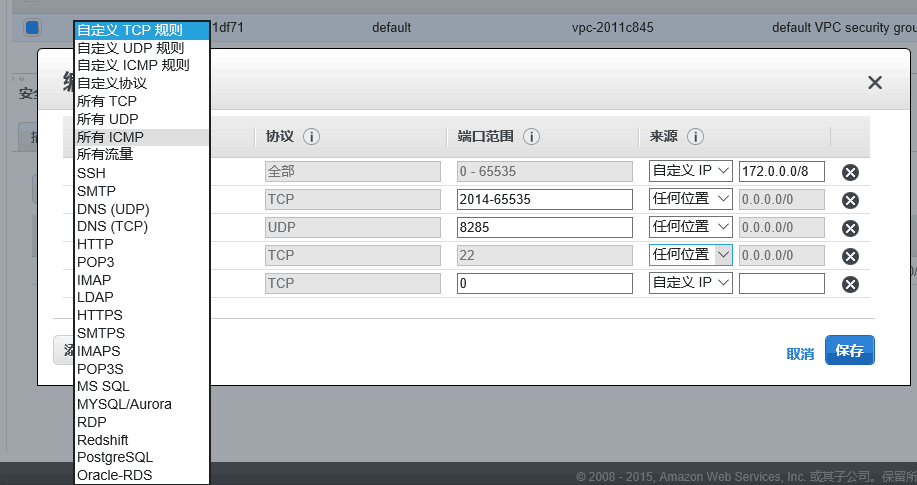 1df71 default vpc-2011c845 default VPC security grou
自定义 TCP 规则
自定义 UDP 规则
自定义 ICMP 规则
自定义协议
所有 TCP
所有 UDP
所有 ICMP
所有流量
SSH
SMTP
DNS (UDP)
DNS (TCP)
HTTP
POP3
IMAP
LDAP
HTTPS
SMTPS
IMAPS
POP3S
MS SQL
MYSQL/Aurora
RDP
Redshift
PostgreSQL
Oracle-RDS
安全
协议 端口范围 来源
全部 0 - 65535 自定义 IP 172.0.0.0/8
TCP 2014-65535 任何位置 0.0.0.0/0
UDP 8285 任何位置 0.0.0.0/0
TCP 22 任何位置 0.0.0.0/0
TCP 0 自定义 IP
取消 保存
© 2008 - 2015, Amazon Web Services, Inc. 或其子公司。保留所